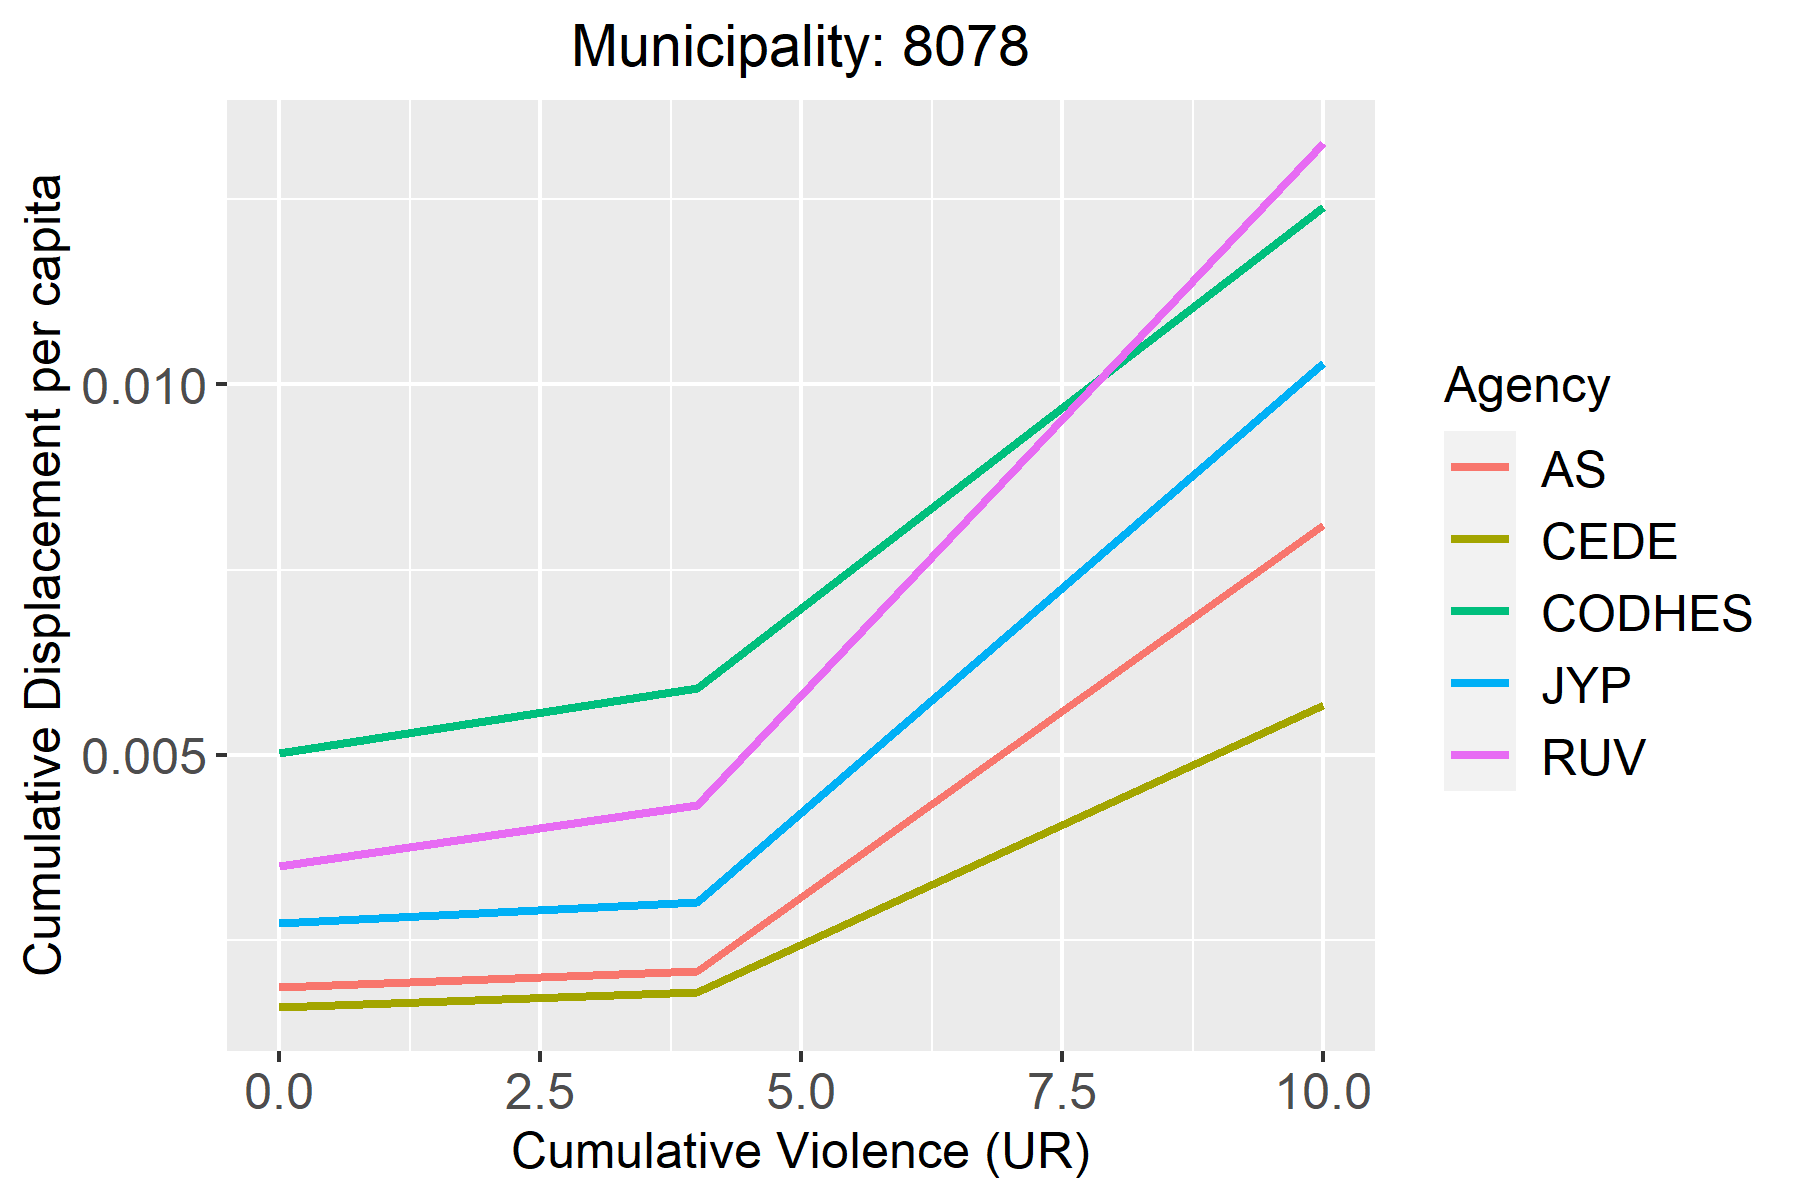 Municipality: 8078
Cumulative Displacement per capita
0.010
0.005
0.0 2.5 5.0 7.5 10.0
Cumulative Violence (UR)
Agency
AS
CEDE
CODHES
JYP
RUV